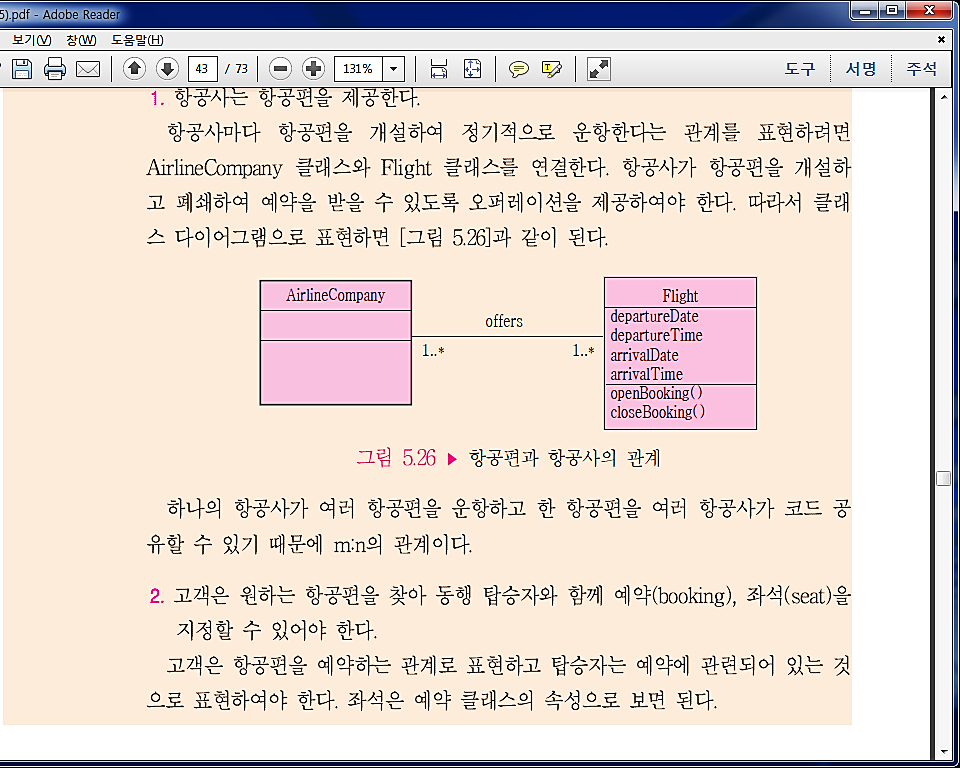 5).pdf - Adobe Reader
보기(V) 창(W) 도움말(H)
43 / 73 131% 도구 서명 주석
1. 항공사는 항공편을 제공한다.
항공사마다 항공편을 개설하여 정기적으로 운항한다는 관계를 표현하려면
AirlineCompany 클래스와 Flight 클래스를 연결한다. 항공사가 항공편을 개설하
고 폐쇄하여 예약을 받을 수 있도록 오퍼레이션을 제공하여야 한다. 따라서 클래
스 다이어그램으로 표현하면 [그림 5.26]과 같이 된다.
AirlineCompany
offers
1..*
1..*
Flight
departureDate
departureTime
arrivalDate
arrivalTime
openBooking()
closeBooking()
그림 5.26 ▶ 항공편과 항공사의 관계
하나의 항공사가 여러 항공편을 운항하고 한 항공편을 여러 항공사가 코드 공
유할 수 있기 때문에 m:n의 관계이다.
2. 고객은 원하는 항공편을 찾아 동행 탑승자와 함께 예약(booking), 좌석(seat)을
지정할 수 있어야 한다.
고객은 항공편을 예약하는 관계로 표현하고 탑승자는 예약에 관련되어 있는 것
으로 표현하여야 한다. 좌석은 예약 클래스의 속성으로 보면 된다.